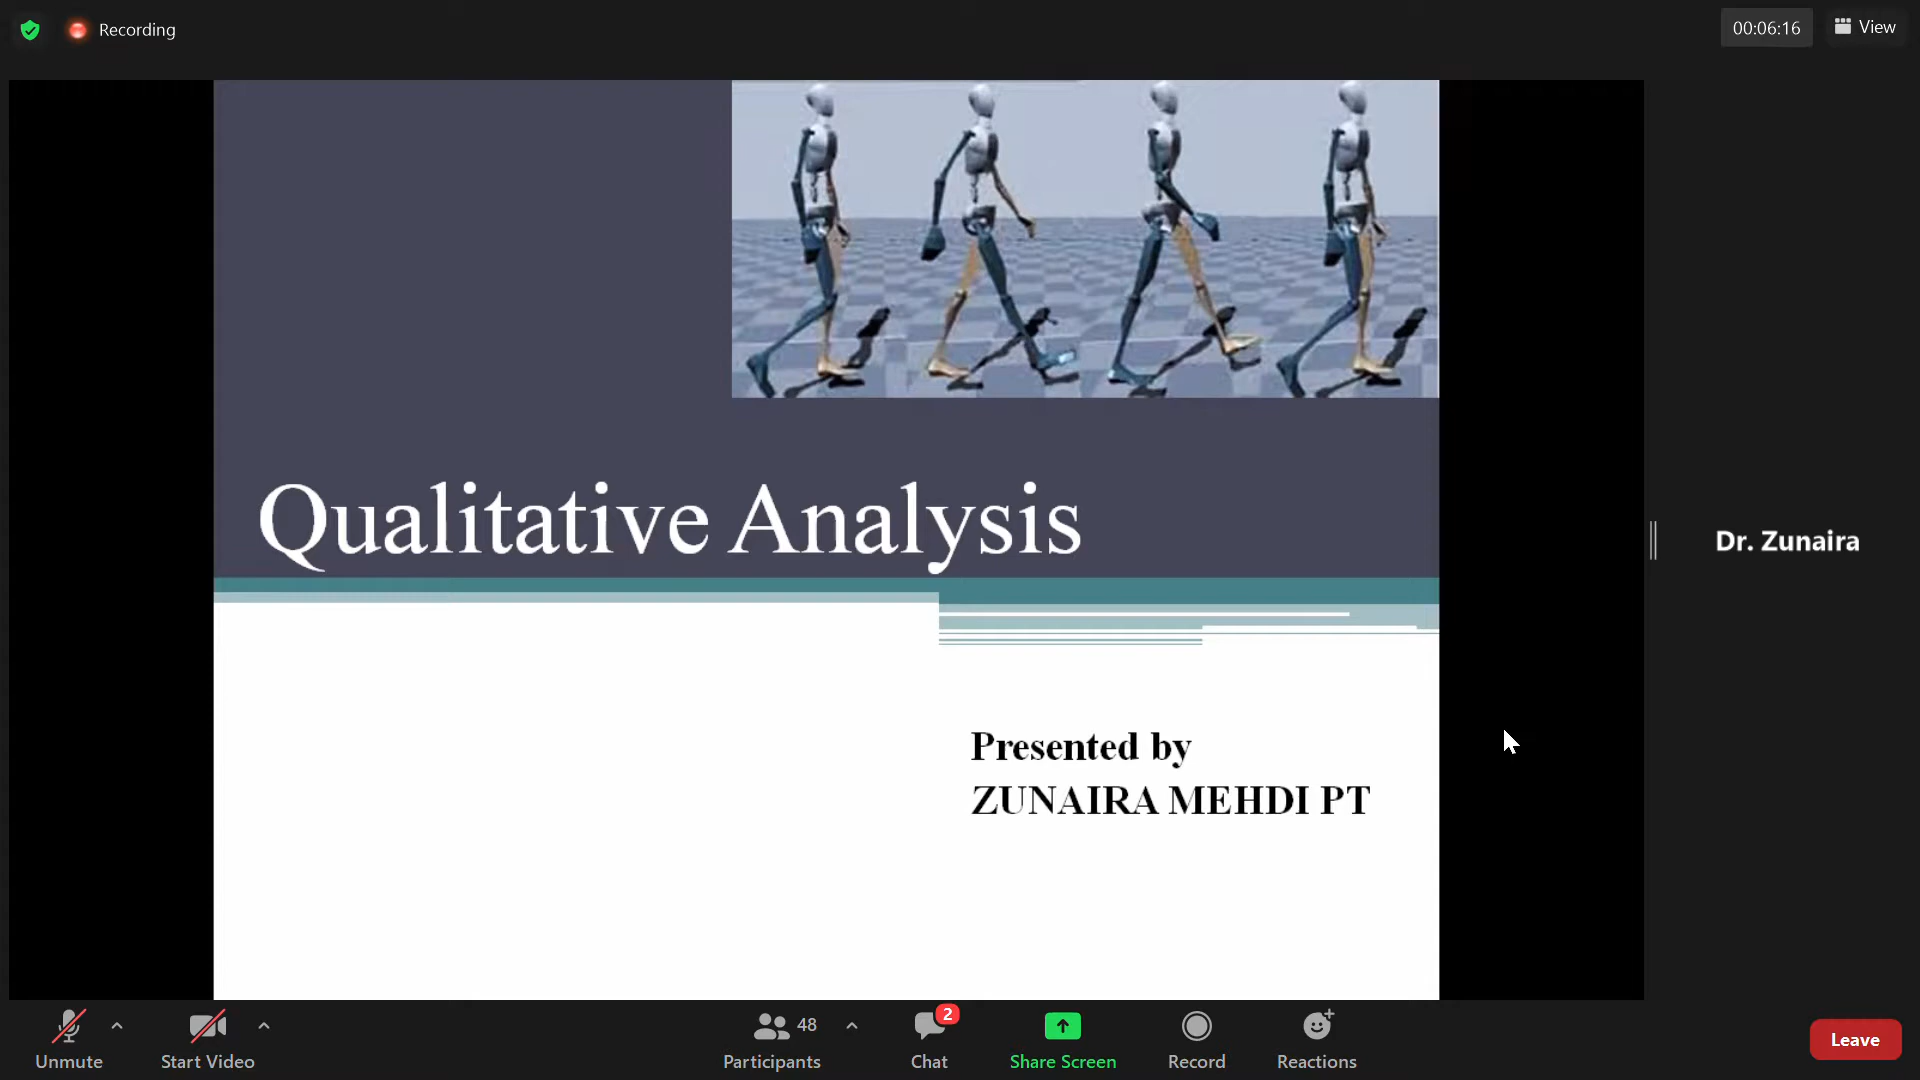 Recording
00:06:16
View
Qualitative Analysis
Dr. Zunaira
Presented by
ZUNAIRA MEHDI PT
Unmute
Start Video
48
Participants
2
Chat
Share Screen
Record
Reactions
Leave